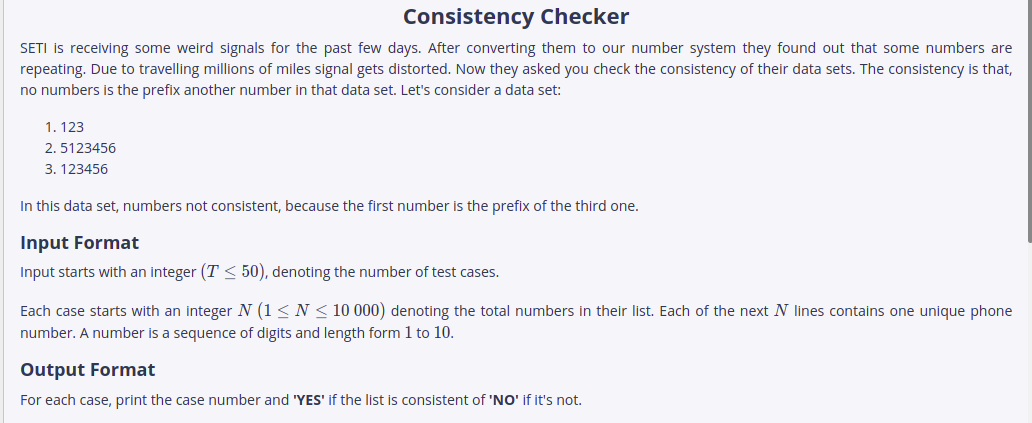 Consistency Checker
SETI is receiving some weird signals for the past few days. After converting them to our number system they found out that some numbers are
repeating. Due to travelling millions of miles signal gets distorted. Now they asked you check the consistency of their data sets. The consistency is that,
no numbers is the prefix another number in that data set. Let's consider a data set:
1. 123
2. 5123456
3. 123456
In this data set, numbers not consistent, because the first number is the prefix of the third one.
Input Format
Input starts with an integer (T ≤ 50), denoting the number of test cases.
Each case starts with an integer N (1 ≤ N ≤ 10 000) denoting the total numbers in their list. Each of the next N lines contains one unique phone
number. A number is a sequence of digits and length form 1 to 10.
Output Format
For each case, print the case number and 'YES' if the list is consistent of 'NO' if it's not.